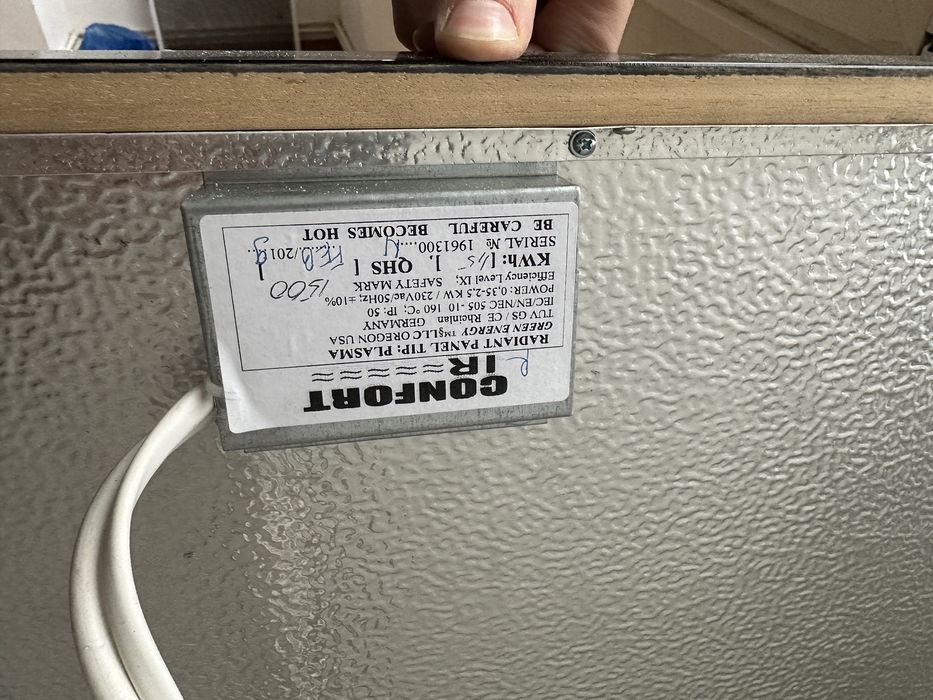 CONFORT
IR≈≈≈≈≈
RADIANT PANEL TIP: PLASMA
GREEN ENERGY ™§LLC OREGON USA
TUV GS / CE Rheinlan GERMANY
IEC/EN/NEC 505 -10 160 °C; IP: 50
POWER: 0,35-2,5 KW / 230Vac/50Hz; ±10%
Efficiency Level IX; SAFETY MARK
KWh: [ 1,5 ], QHS [ 1500 ]
SERIAL № 1961300..... /2019
BE CAREFUL BECOMES HOT